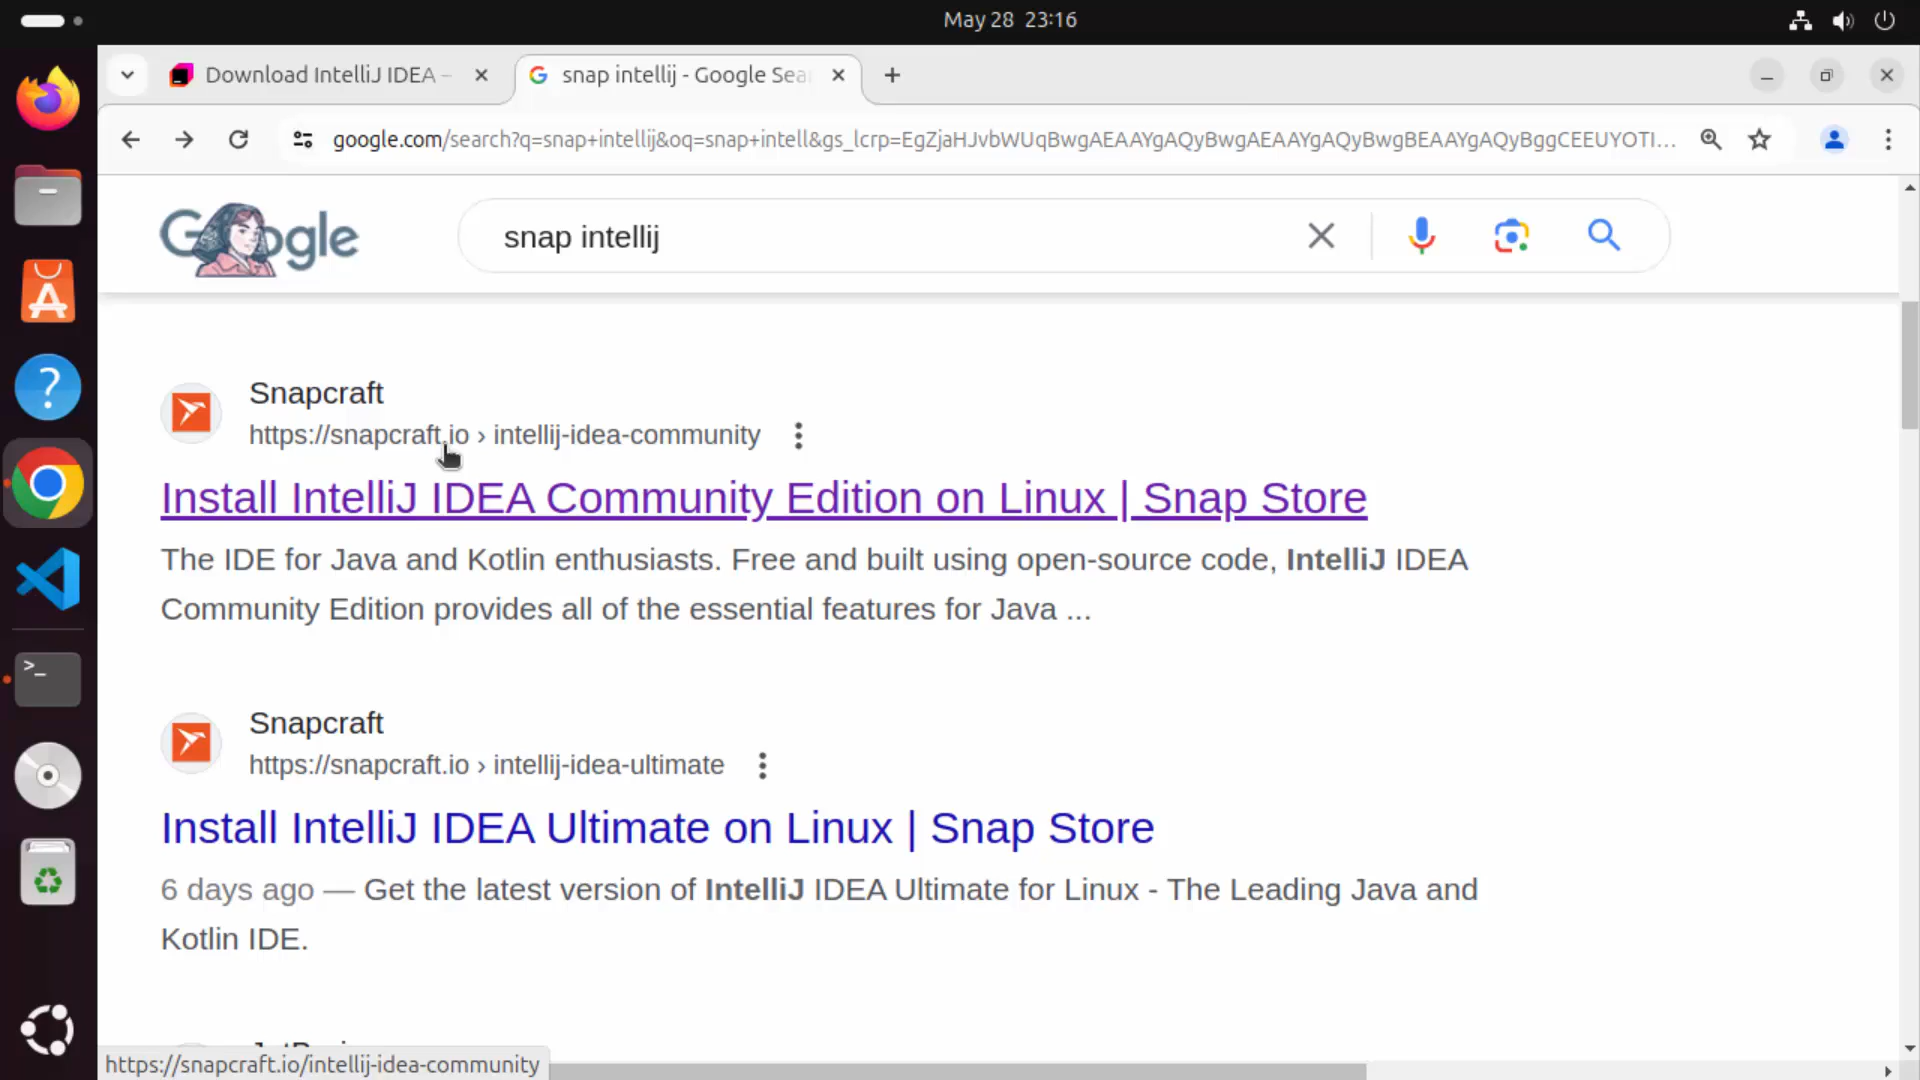 May 28 23:16
Download IntelliJ IDEA –
snap intellij - Google Sea
google.com/search?q=snap+intellij&oq=snap+intell&gs_lcrp=EgZjaHJvbWUqBwgAEAAYgAQyBwgAEAAYgAQyBwgBEAAYgAQyBggCEEUYOTI...
Google
snap intellij
Snapcraft
https://snapcraft.io › intellij-idea-community
Install IntelliJ IDEA Community Edition on Linux | Snap Store
The IDE for Java and Kotlin enthusiasts. Free and built using open-source code, IntelliJ IDEA
Community Edition provides all of the essential features for Java ...
Snapcraft
https://snapcraft.io › intellij-idea-ultimate
Install IntelliJ IDEA Ultimate on Linux | Snap Store
6 days ago — Get the latest version of IntelliJ IDEA Ultimate for Linux - The Leading Java and
Kotlin IDE.
https://snapcraft.io/intellij-idea-community